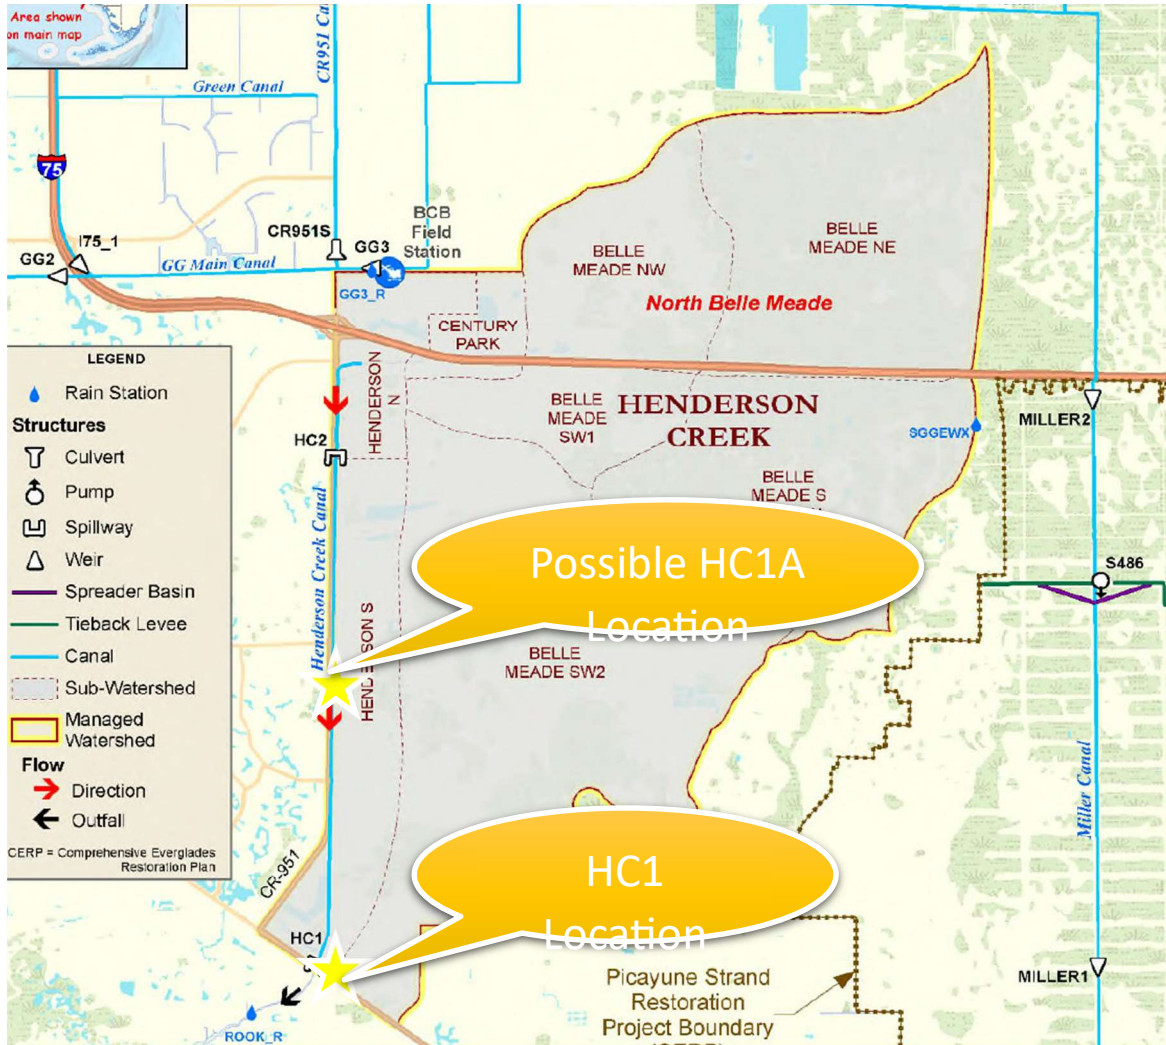 Area shown
on main map
CR951 Ca
Green Canal
75
BCB
Field
Station
CR951S
GG3
I75_1
GG2
GG Main Canal
GG3_R
BELLE
MEADE NW
BELLE
MEADE NE
North Belle Meade
CENTURY
PARK
HENDERSON
N
BELLE
MEADE
SW1
HENDERSON
CREEK
MILLER2
SGGEWX
HC2
BELLE
MEADE S
LEGEND
Rain Station
Structures
Culvert
Pump
Spillway
Weir
Spreader Basin
Tieback Levee
Canal
Sub-Watershed
Managed
Watershed
Flow
Direction
Outfall
CERP = Comprehensive Everglades
Restoration Plan
Henderson Creek Canal
Possible HC1A
Location
S486
HENDERSON S
BELLE
MEADE SW2
Miller Canal
CR-951
HC1
Location
HC1
ROOK_R
Picayune Strand
Restoration
Project Boundary
(CERP)
MILLER1